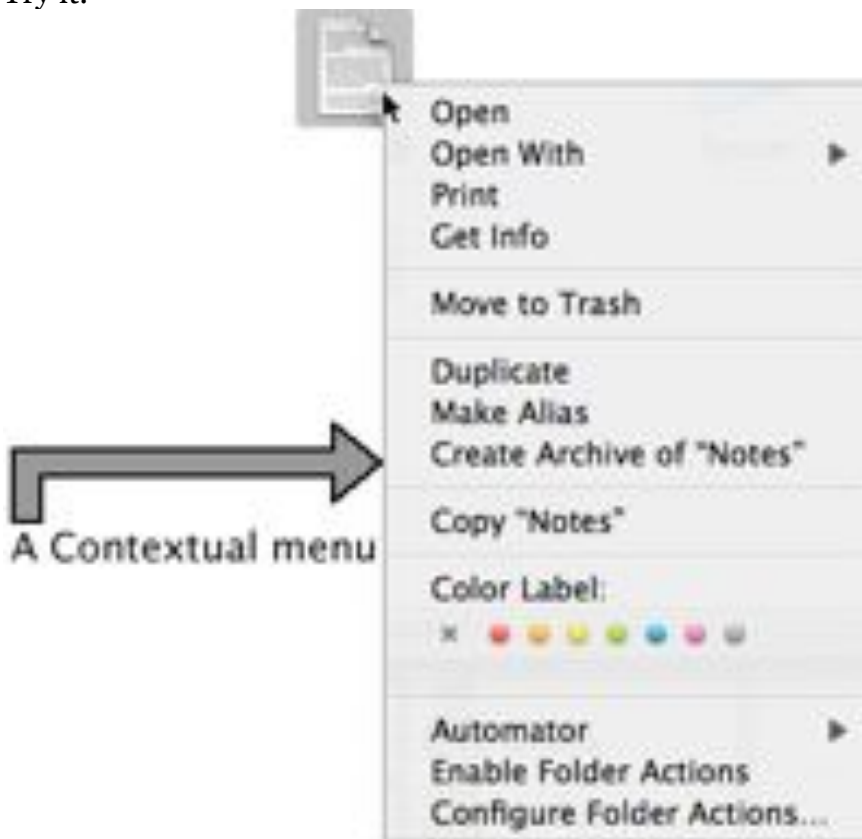 Try it.
Open
Open With
Print
Get Info
Move to Trash
Duplicate
Make Alias
Create Archive of "Notes"
Copy "Notes"
A Contextual menu
Color Label:
Automator
Enable Folder Actions
Configure Folder Actions...